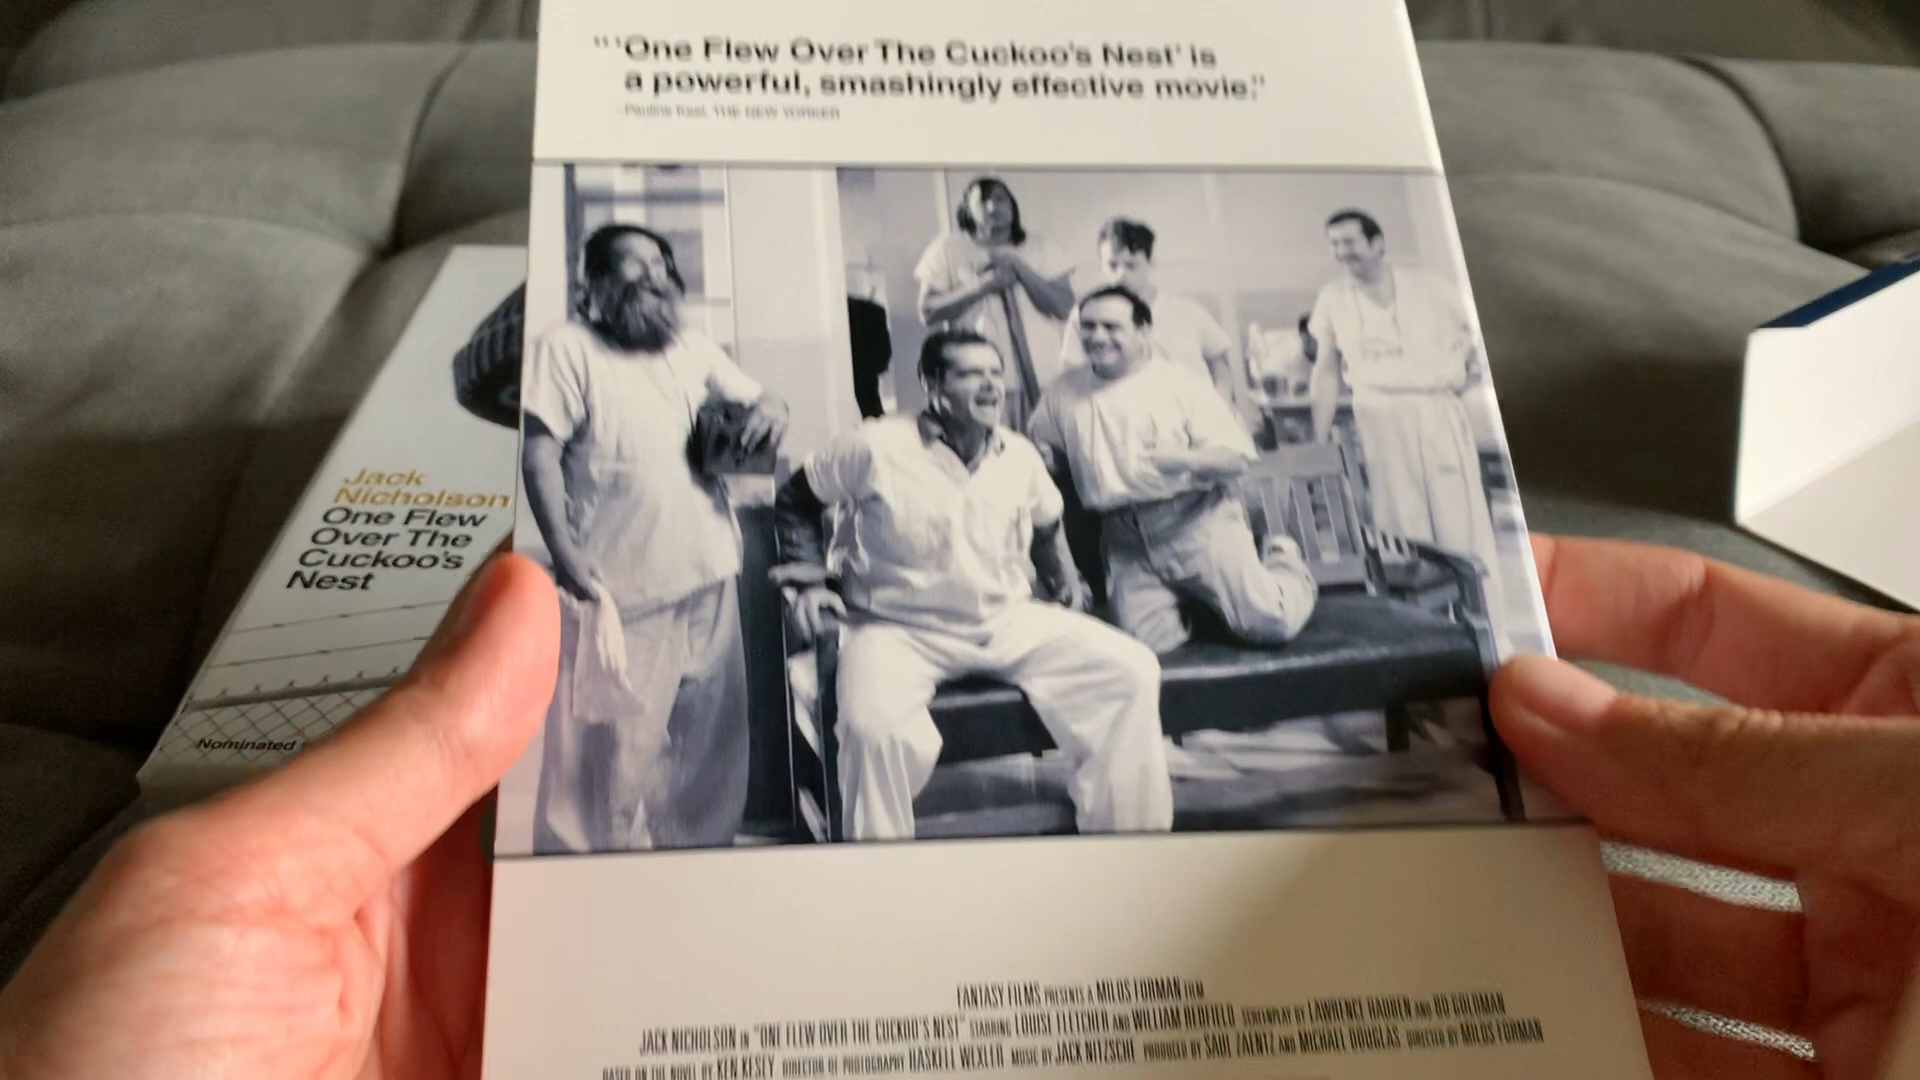 "'One Flew Over The Cuckoo's Nest' is
a powerful, smashingly effective movie."
-Pauline Kael, THE NEW YORKER
Jack
Nicholson
One Flew
Over The
Cuckoo's
Nest
Nominated
FANTASY FILMS PRESENTS A MILOS FORMAN FILM
JACK NICHOLSON IN "ONE FLEW OVER THE CUCKOO'S NEST" STARRING LOUISE FLETCHER AND WILLIAM REDFIELD SCREENPLAY BY LAWRENCE HAUBEN AND BO GOLDMAN
BASED ON THE NOVEL BY KEN KESEY DIRECTOR OF PHOTOGRAPHY HASKELL WEXLER MUSIC BY JACK NITZSCHE PRODUCED BY SAUL ZAENTZ AND MICHAEL DOUGLAS DIRECTED BY MILOS FORMAN